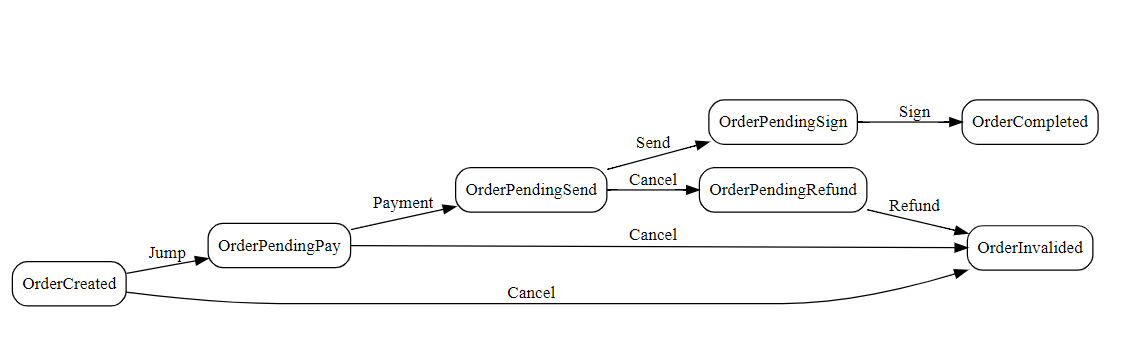 OrderPendingSign
Sign
OrderCompleted
Send
OrderPendingSend
Cancel
OrderPendingRefund
Payment
Refund
OrderPendingPay
Cancel
OrderInvalided
Jump
OrderCreated
Cancel